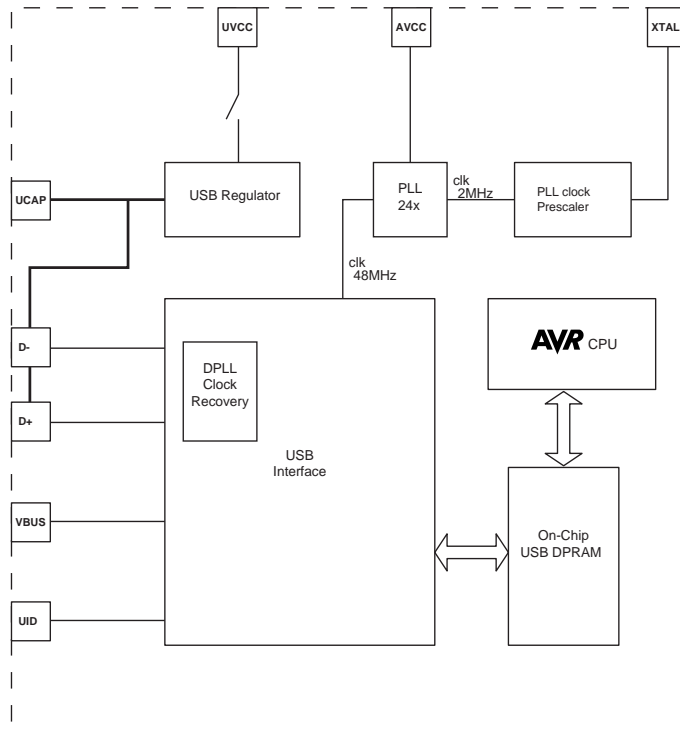 UVCC
AVCC
XTAL
UCAP
USB Regulator
PLL
24x
clk
2MHz
PLL clock
Prescaler
clk
48MHz
D-
DPLL
Clock
Recovery
AVR CPU
D+
USB
Interface
VBUS
On-Chip
USB DPRAM
UID